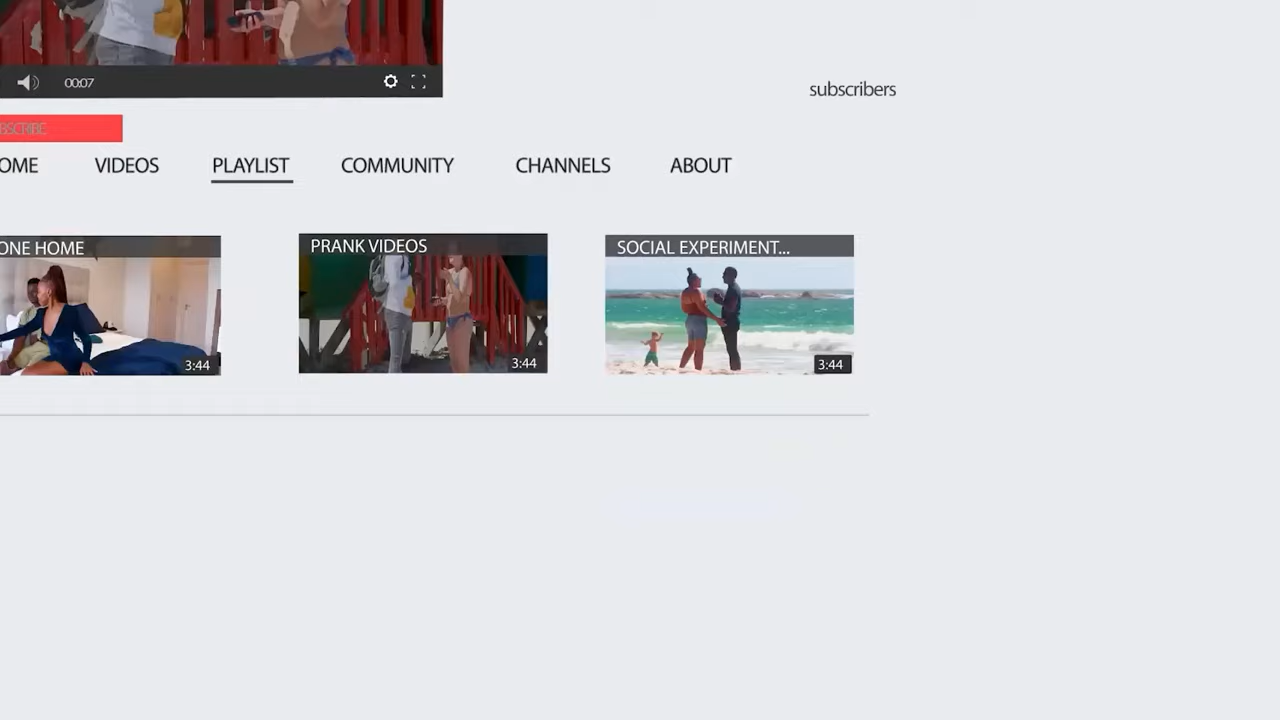 00:07
subscribers
BSCRIBE
OME VIDEOS PLAYLIST COMMUNITY CHANNELS ABOUT
ONE HOME
PRANK VIDEOS
SOCIAL EXPERIMENT...
3:44
3:44
3:44